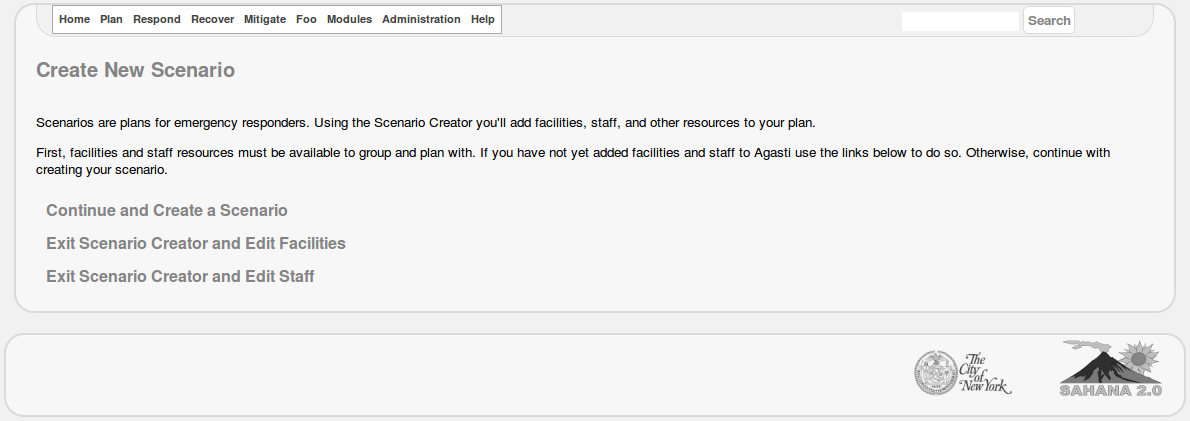 Home Plan Respond Recover Mitigate Foo Modules Administration Help
Search
Create New Scenario
Scenarios are plans for emergency responders. Using the Scenario Creator you'll add facilities, staff, and other resources to your plan.
First, facilities and staff resources must be available to group and plan with. If you have not yet added facilities and staff to Agasti use the links below to do so. Otherwise, continue with
creating your scenario.
Continue and Create a Scenario
Exit Scenario Creator and Edit Facilities
Exit Scenario Creator and Edit Staff
The
City
of
New York
SAHANA 2.0